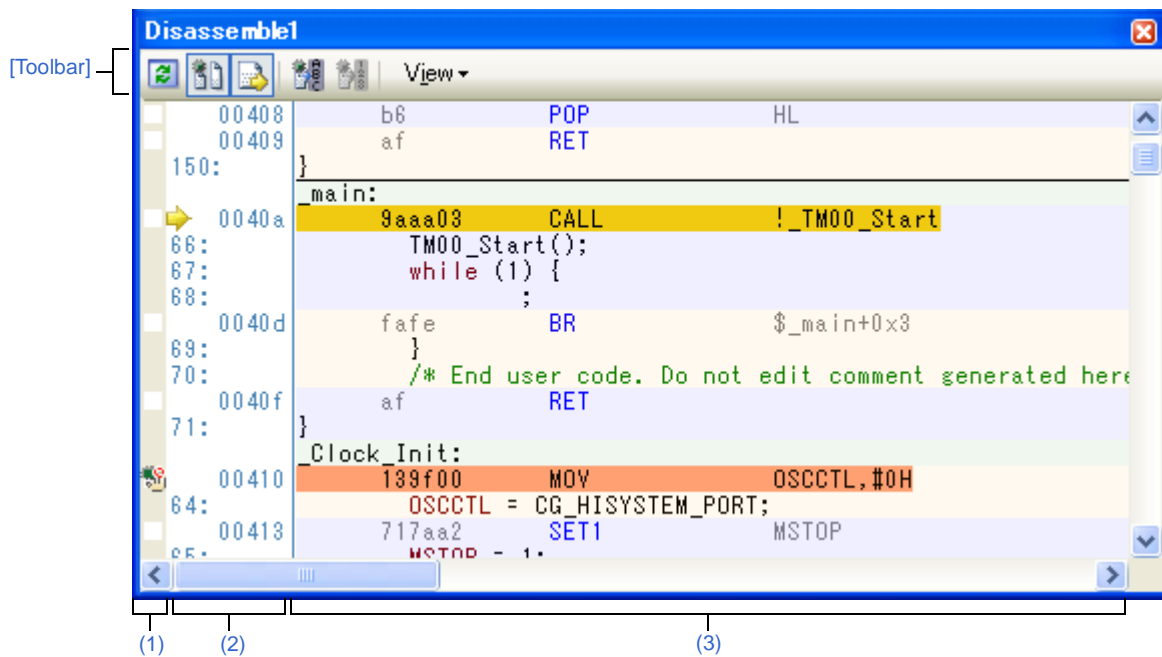 Disassemble1
[Toolbar]
View
00408 b6 POP HL
00409 af RET
150: }
_main:
0040a 9aaa03 CALL !_TM00_Start
66: TM00_Start();
67: while (1) {
68: ;
0040d fafe BR $_main+0x3
69: }
70: /* End user code. Do not edit comment generated here
0040f af RET
71: }
_Clock_Init:
00410 139f00 MOV OSCCTL,#0H
64: OSCCTL = CG_HISYSTEM_PORT;
00413 717aa2 SET1 MSTOP
65: MSTOP = 1;
(1) (2) (3)